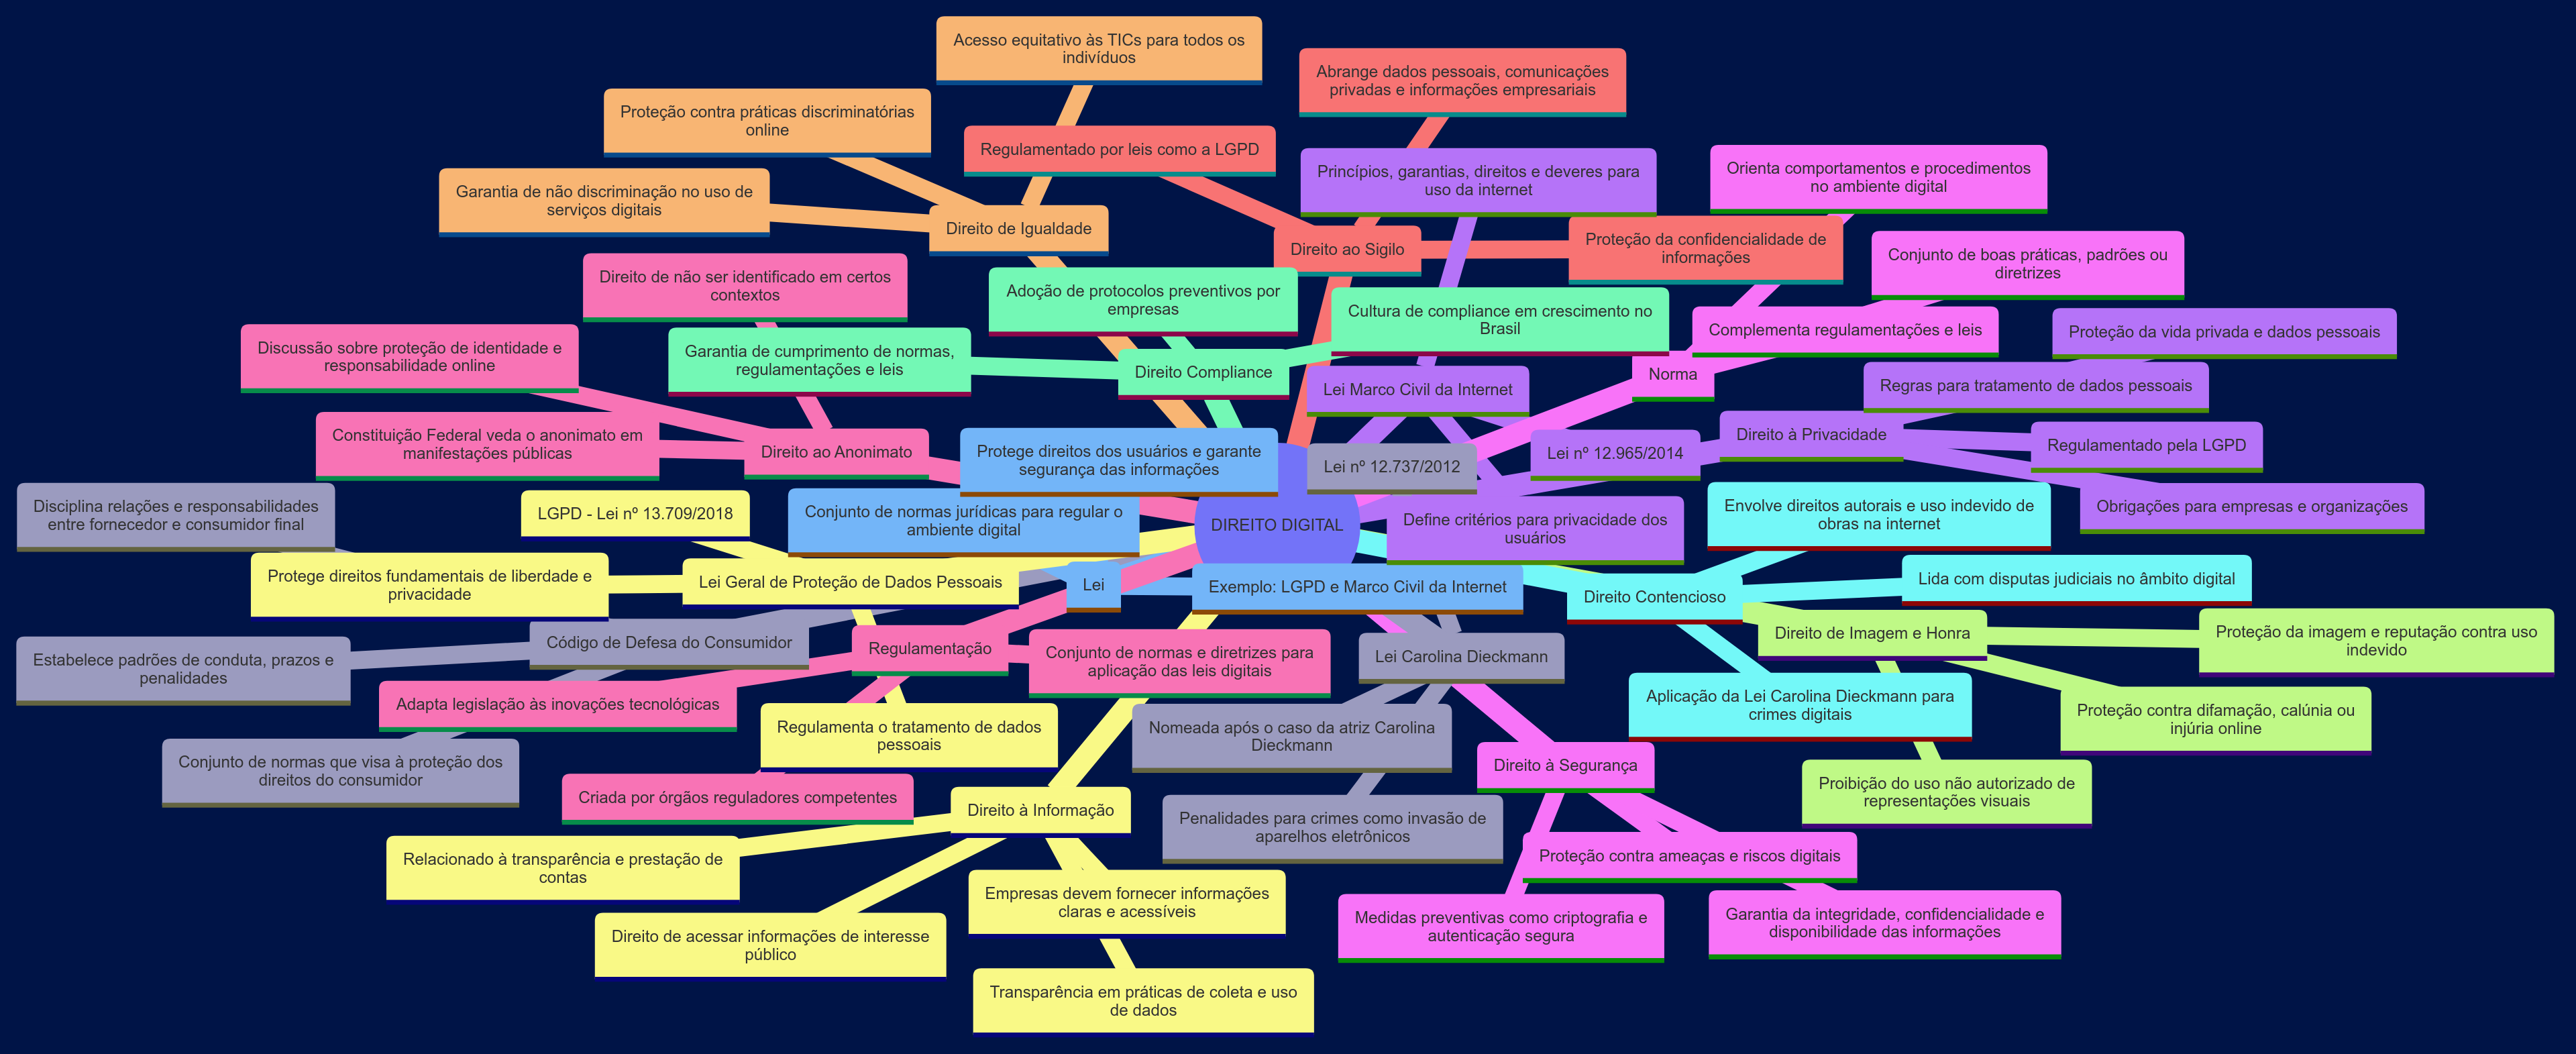 Acesso equitativo às TICs para todos os
indivíduos
Abrange dados pessoais, comunicações
privadas e informações empresariais
Proteção contra práticas discriminatórias
online
Regulamentado por leis como a LGPD
Princípios, garantias, direitos e deveres para
uso da internet
Orienta comportamentos e procedimentos
no ambiente digital
Garantia de não discriminação no uso de
serviços digitais
Direito de Igualdade
Direito ao Sigilo
Proteção da confidencialidade de
informações
Conjunto de boas práticas, padrões ou
diretrizes
Direito de não ser identificado em certos
contextos
Adoção de protocolos preventivos por
empresas
Cultura de compliance em crescimento no
Brasil
Complementa regulamentações e leis
Proteção da vida privada e dados pessoais
Discussão sobre proteção de identidade e
responsabilidade online
Garantia de cumprimento de normas,
regulamentações e leis
Direito Compliance
Lei Marco Civil da Internet
Norma
Regras para tratamento de dados pessoais
Constituição Federal veda o anonimato em
manifestações públicas
Direito ao Anonimato
Protege direitos dos usuários e garante
segurança das informações
Lei nº 12.737/2012
Lei nº 12.965/2014
Direito à Privacidade
Regulamentado pela LGPD
Disciplina relações e responsabilidades
entre fornecedor e consumidor final
LGPD - Lei nº 13.709/2018
Conjunto de normas jurídicas para regular o
ambiente digital
DIREITO DIGITAL
Define critérios para privacidade dos
usuários
Envolve direitos autorais e uso indevido de
obras na internet
Obrigações para empresas e organizações
Protege direitos fundamentais de liberdade e
privacidade
Lei Geral de Proteção de Dados Pessoais
Lei
Exemplo: LGPD e Marco Civil da Internet
Direito Contencioso
Lida com disputas judiciais no âmbito digital
Estabelece padrões de conduta, prazos e
penalidades
Código de Defesa do Consumidor
Regulamentação
Conjunto de normas e diretrizes para
aplicação das leis digitais
Lei Carolina Dieckmann
Direito de Imagem e Honra
Proteção da imagem e reputação contra uso
indevido
Adapta legislação às inovações tecnológicas
Regulamenta o tratamento de dados
pessoais
Nomeada após o caso da atriz Carolina
Dieckmann
Aplicação da Lei Carolina Dieckmann para
crimes digitais
Proteção contra difamação, calúnia ou
injúria online
Conjunto de normas que visa à proteção dos
direitos do consumidor
Criada por órgãos reguladores competentes
Direito à Informação
Penalidades para crimes como invasão de
aparelhos eletrônicos
Direito à Segurança
Proibição do uso não autorizado de
representações visuais
Relacionado à transparência e prestação de
contas
Empresas devem fornecer informações
claras e acessíveis
Proteção contra ameaças e riscos digitais
Direito de acessar informações de interesse
público
Medidas preventivas como criptografia e
autenticação segura
Garantia da integridade, confidencialidade e
disponibilidade das informações
Transparência em práticas de coleta e uso
de dados